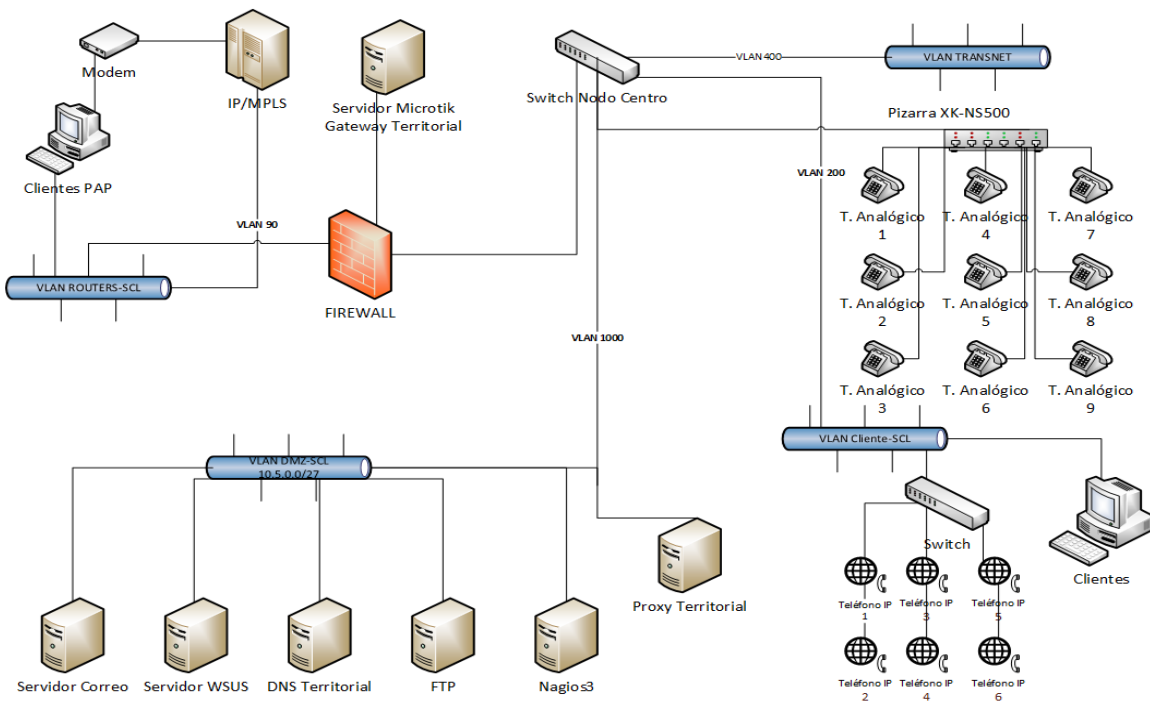 Modem
IP/MPLS
Servidor Microtik
Gateway Territorial
Clientes PAP
VLAN 90
VLAN ROUTERS-SCL
FIREWALL
Switch Nodo Centro
VLAN 400
VLAN TRANSNET
Pizarra XK-NS500
VLAN 200
T. Analógico
1
T. Analógico
4
T. Analógico
7
T. Analógico
2
T. Analógico
5
T. Analógico
8
T. Analógico
3
T. Analógico
6
T. Analógico
9
VLAN 1000
VLAN Cliente-SCL
VLAN DMZ-SCL
10.5.0.0/27
Switch
Clientes
Proxy Territorial
Teléfono IP
1
Teléfono IP
3
Teléfono IP
5
Teléfono IP
2
Teléfono IP
4
Teléfono IP
6
Servidor Correo
Servidor WSUS
DNS Territorial
FTP
Nagios3